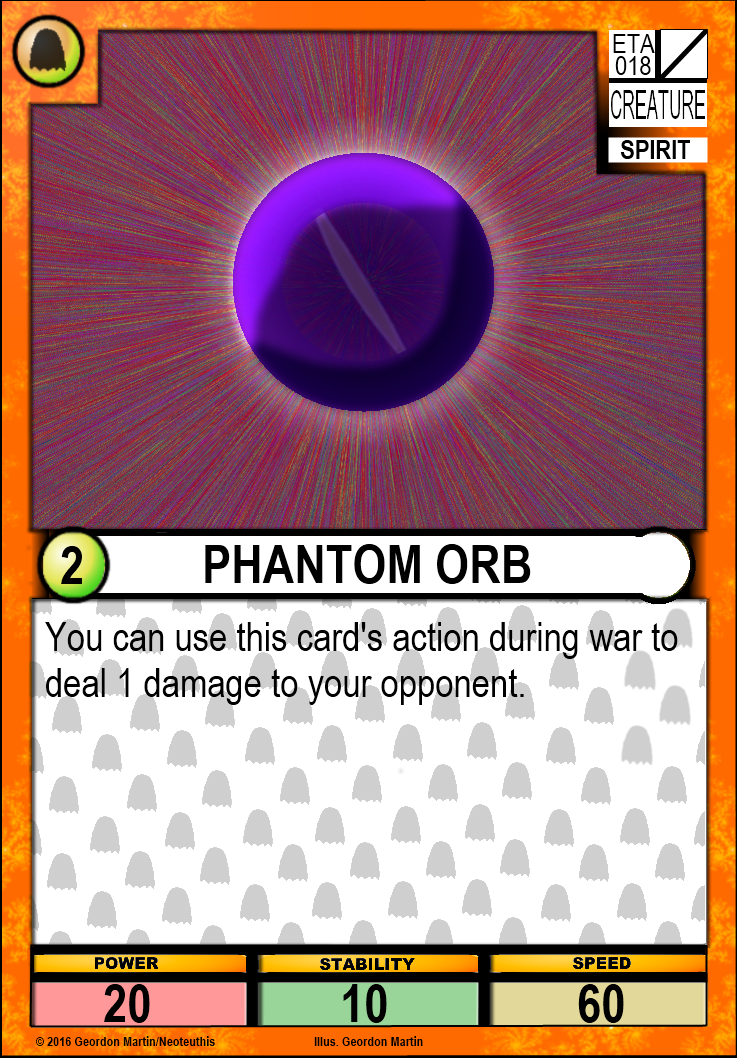 ETA
018
CREATURE
SPIRIT
2
PHANTOM ORB
You can use this card's action during war to
deal 1 damage to your opponent.
POWER
STABILITY
SPEED
20
10
60
© 2016 Geordon Martin/Neoteuthis
Illus. Geordon Martin